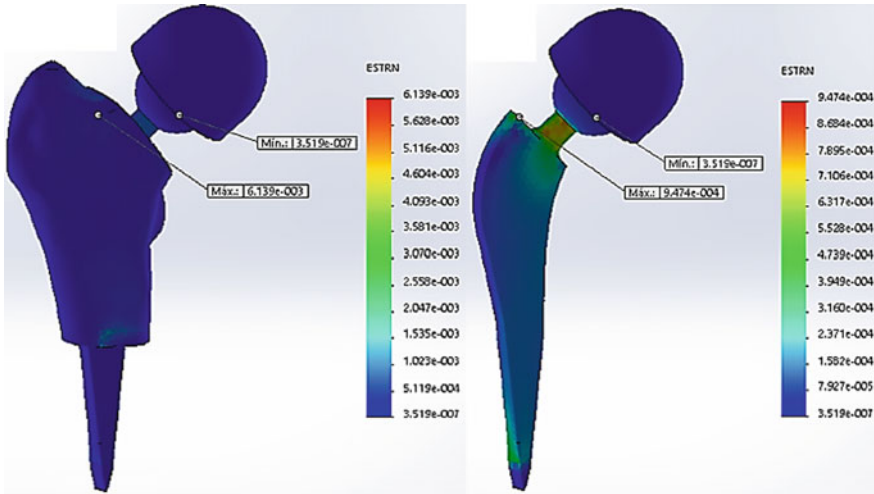 ESTRN
6.139e-003
5.628e-003
5.116e-003
4.604e-003
4.093e-003
3.581e-003
3.070e-003
2.558e-003
2.047e-003
1.535e-003
1.023e-003
5.119e-004
3.519e-007
Mín.: 3.519e-007
Máx.: 6.139e-003
ESTRN
9.474e-004
8.684e-004
7.895e-004
7.106e-004
6.317e-004
5.528e-004
4.739e-004
3.949e-004
3.160e-004
2.371e-004
1.582e-004
7.927e-005
3.519e-007
Mín.: 3.519e-007
Máx.: 9.474e-004